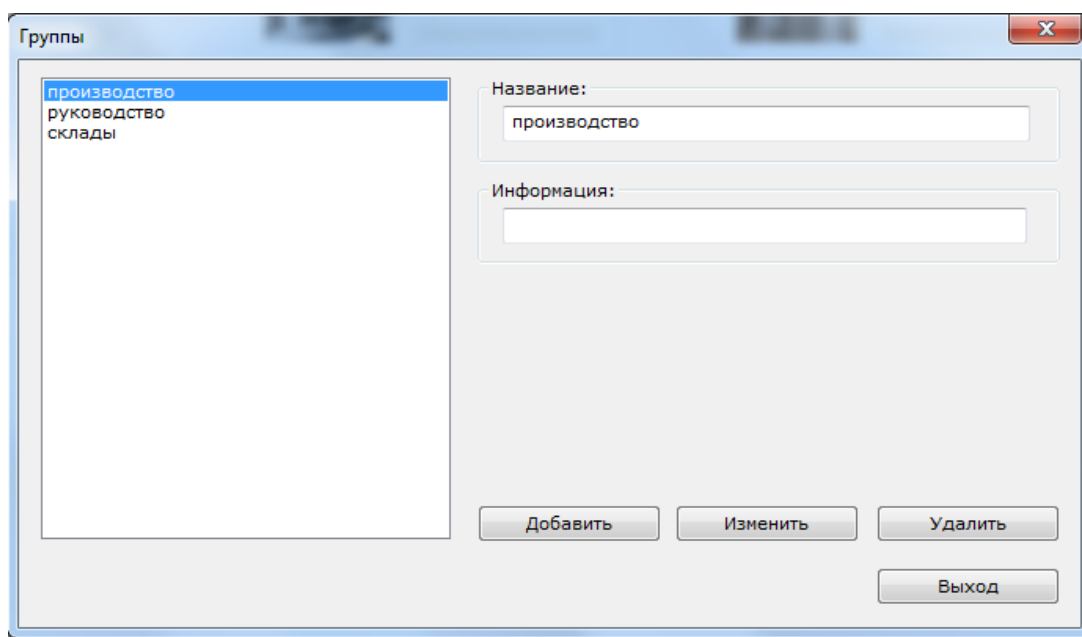 Группы
производство
руководство
склады
Название:
производство
Информация:
Добавить
Изменить
Удалить
Выход